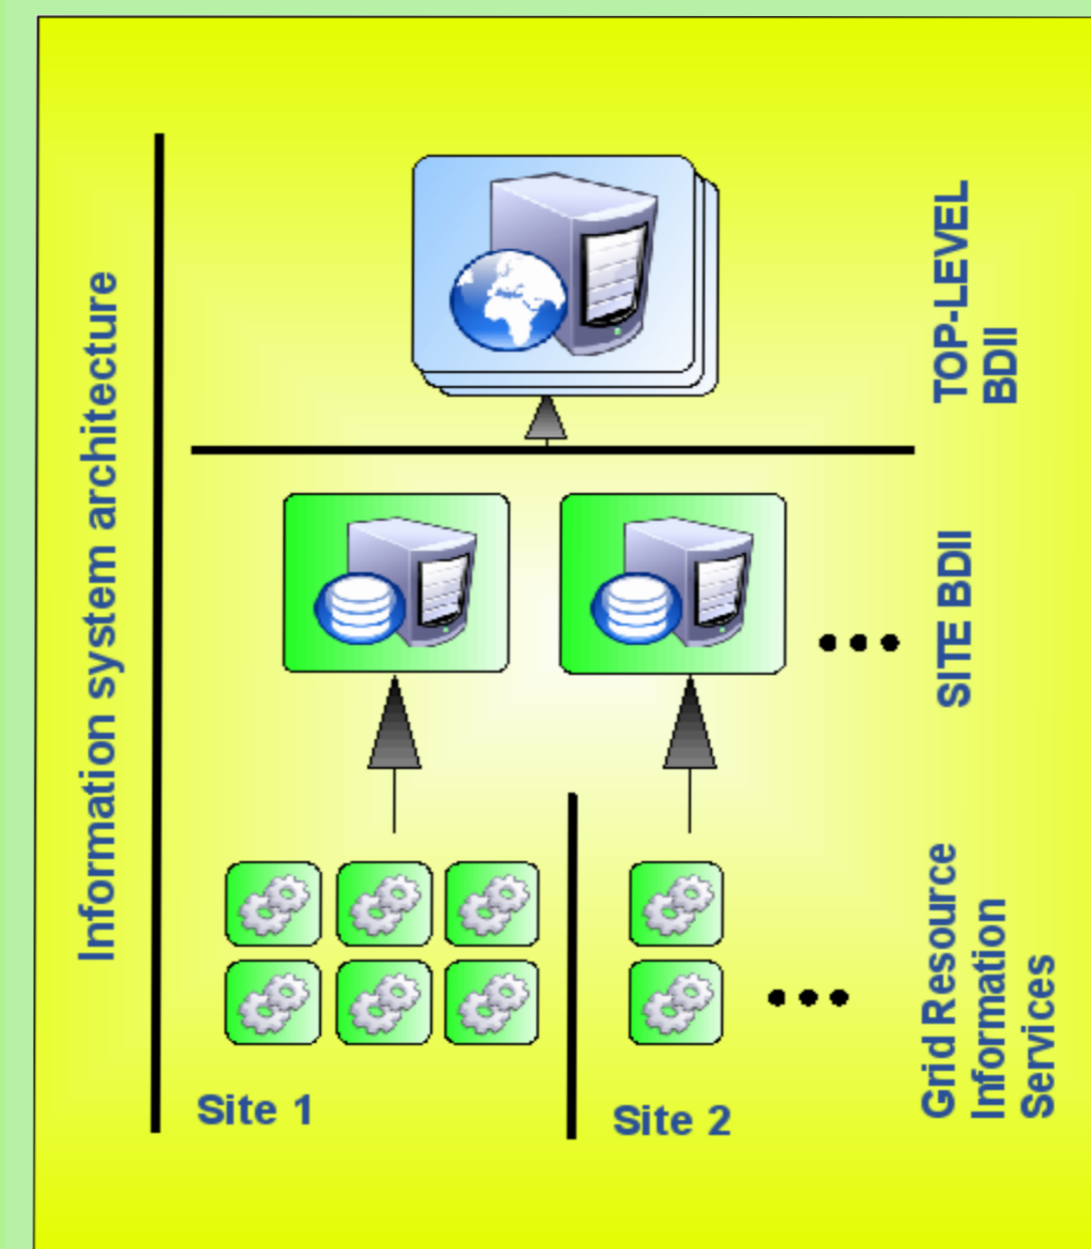 Information system architecture
TOP-LEVEL
BDII
SITE BDII
Grid Resource
Information
Services
Site 1
Site 2